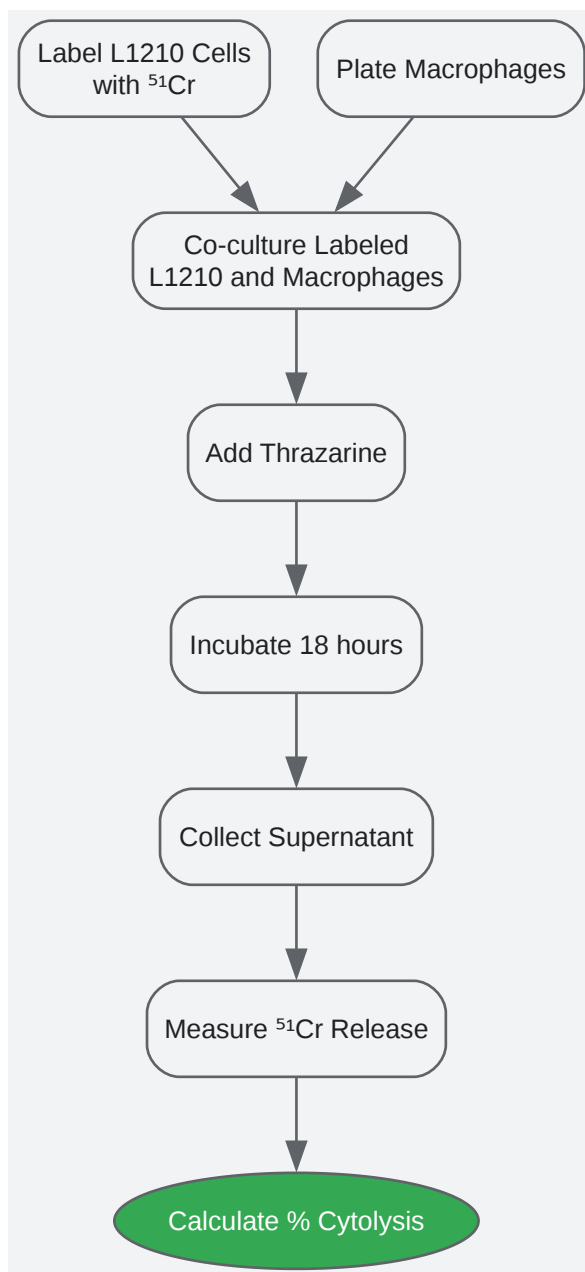 Label L1210 Cells
with ⁵¹Cr
Plate Macrophages
Co-culture Labeled
L1210 and Macrophages
Add Thrazarine
Incubate 18 hours
Collect Supernatant
Measure ⁵¹Cr Release
Calculate % Cytolysis